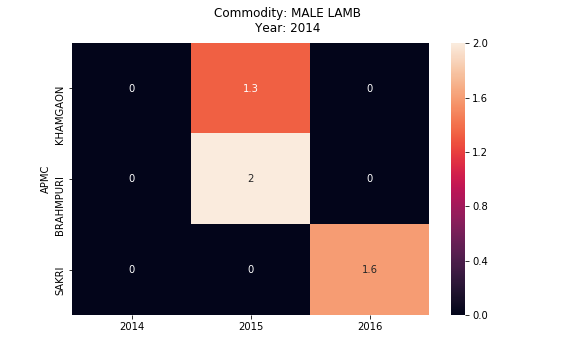 Commodity: MALE LAMB
Year: 2014
APMC
KHAMGAON
0 1.3 0
BRAHMPURI
0 2 0
SAKRI
0 0 1.6
2014 2015 2016
2.0
1.6
1.2
0.8
0.4
0.0